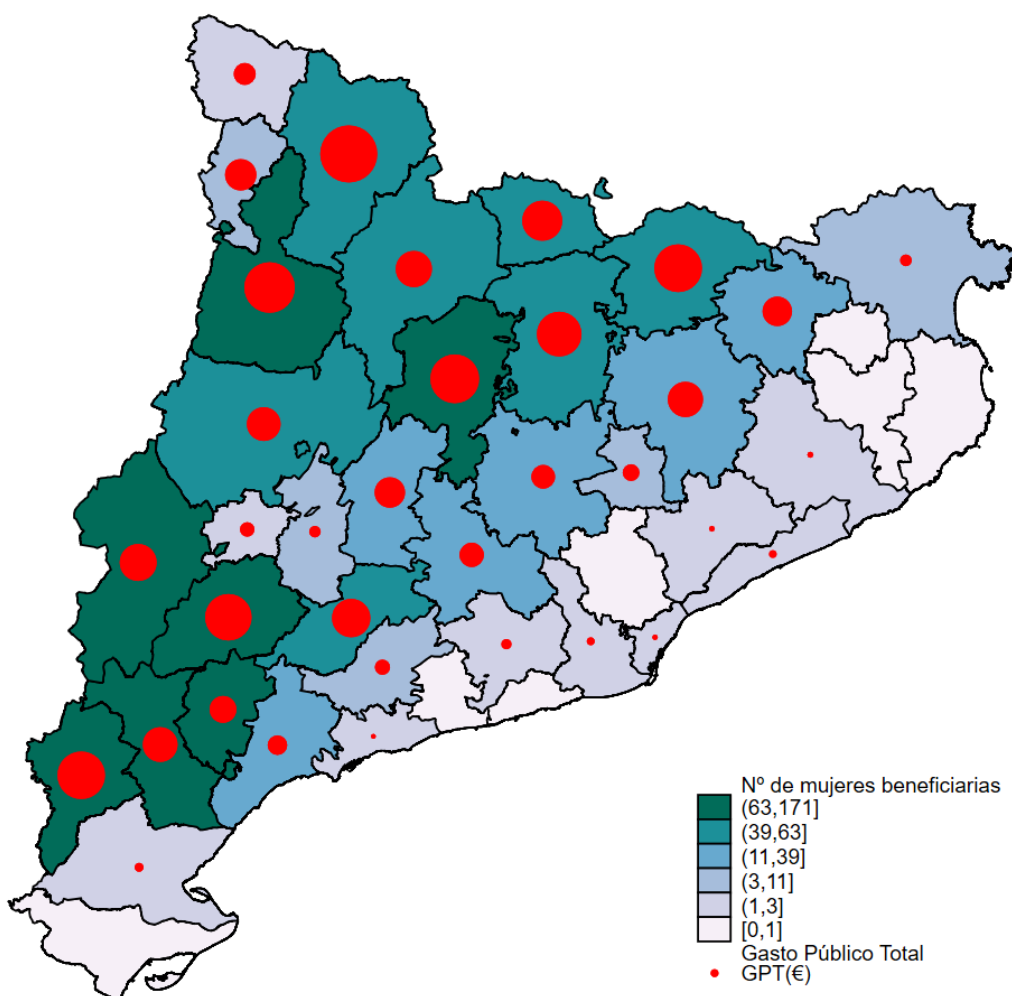 Nº de mujeres beneficiarias
(63,171]
(39,63]
(11,39]
(3,11]
(1,3]
[0,1]
Gasto Público Total
GPT(€)